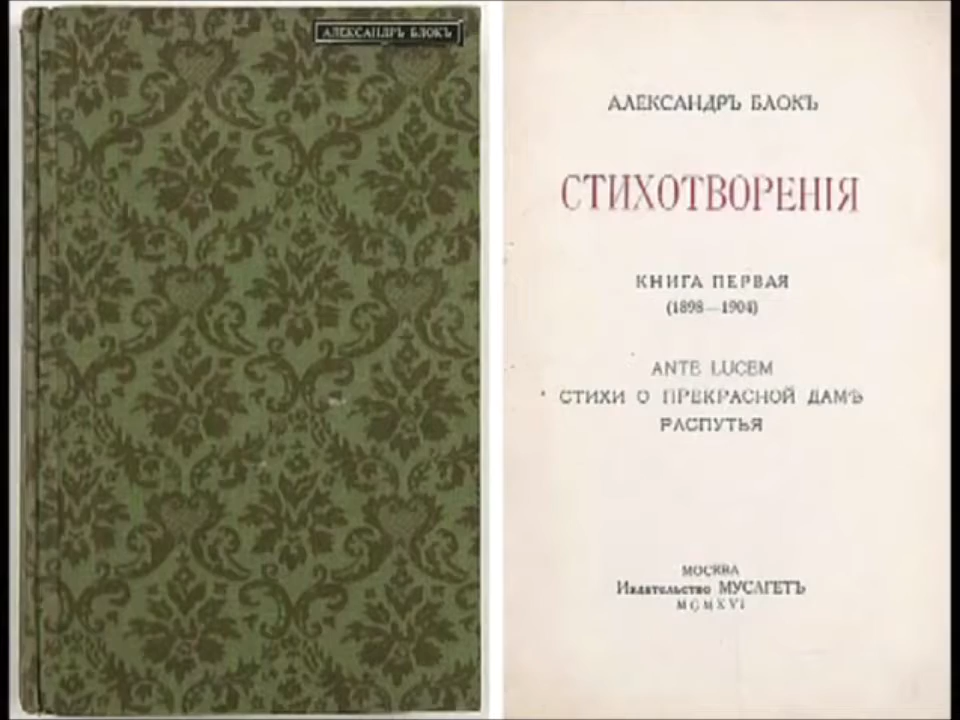 АЛЕКСАНДРЪ БЛОКЪ
АЛЕКСАНДРЪ БЛОКЪ
СТИХОТВОРЕНІЯ
КНИГА ПЕРВАЯ
(1898—1904)
ANTE LUCEM
СТИХИ О ПРЕКРАСНОЙ ДАМѢ
РАСПУТЬЯ
МОСКВА
Издательство МУСАГЕТЪ
MCMXVI